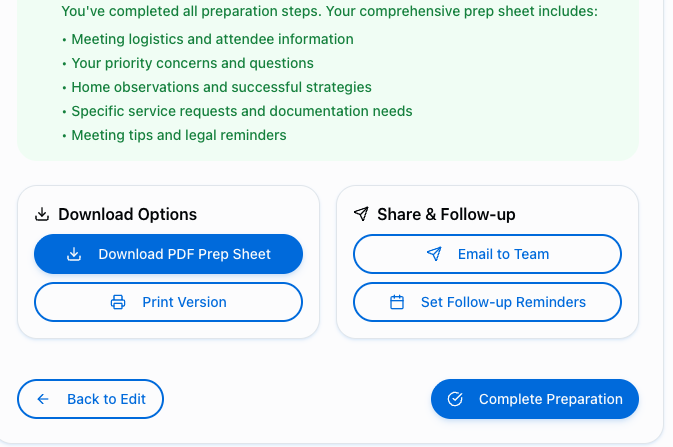 You've completed all preparation steps. Your comprehensive prep sheet includes:
• Meeting logistics and attendee information
• Your priority concerns and questions
• Home observations and successful strategies
• Specific service requests and documentation needs
• Meeting tips and legal reminders
Download Options
Download PDF Prep Sheet
Print Version
Share & Follow-up
Email to Team
Set Follow-up Reminders
Back to Edit
Complete Preparation